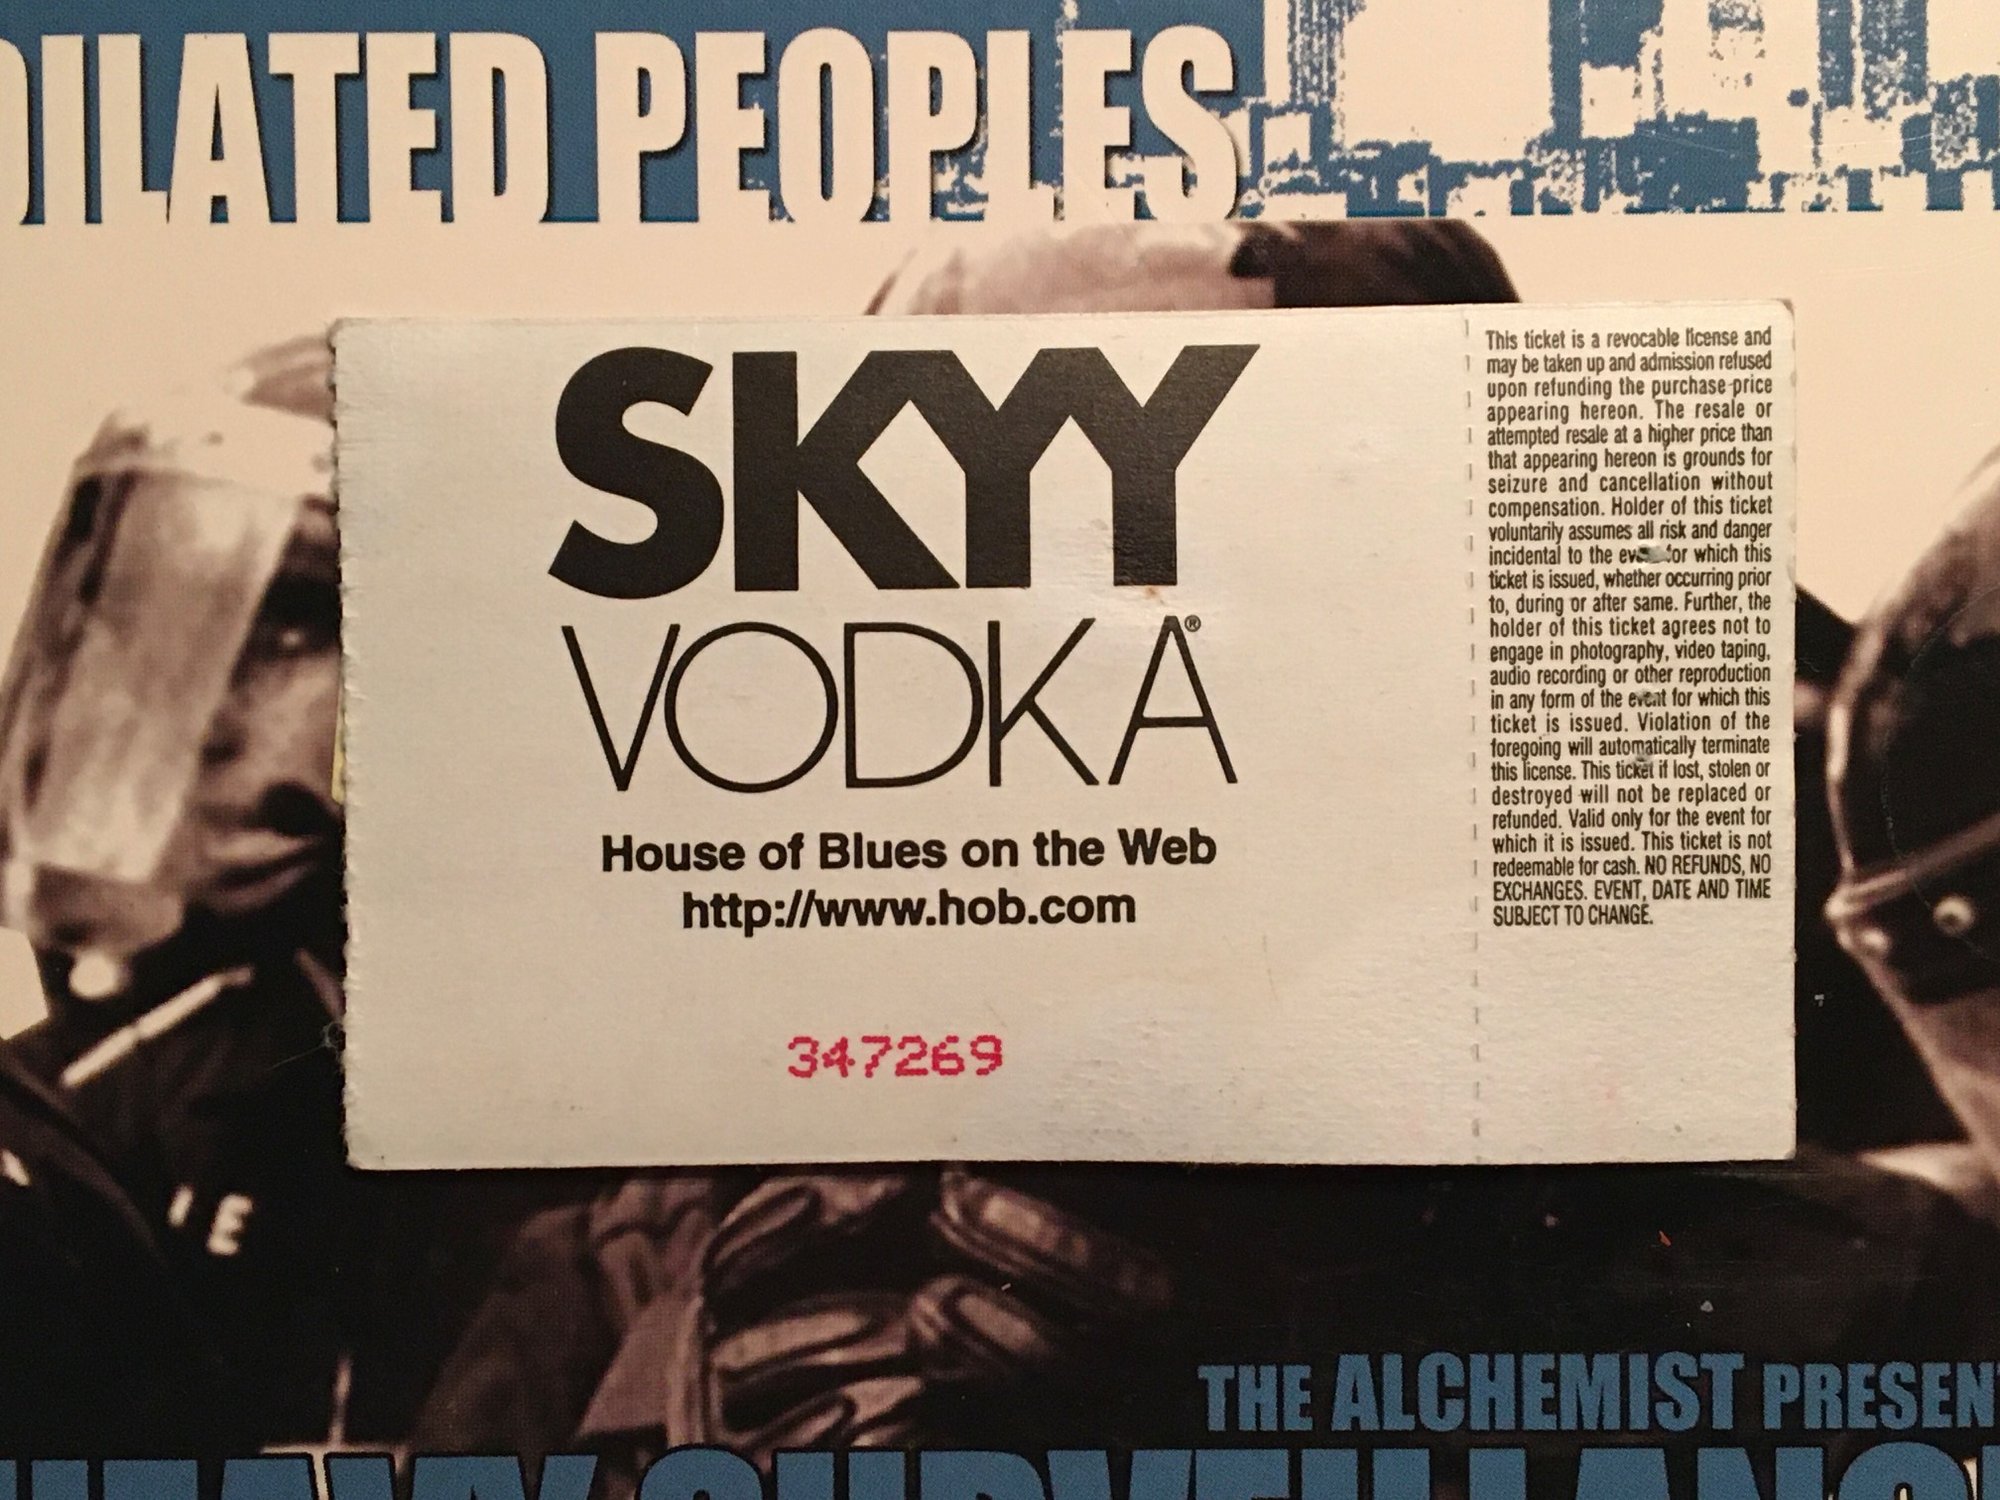 DILATED PEOPLES
SKYY
VODKA®
House of Blues on the Web
http://www.hob.com
347269
This ticket is a revocable license and
may be taken up and admission refused
upon refunding the purchase price
appearing hereon. The resale or
attempted resale at a higher price than
that appearing hereon is grounds for
seizure and cancellation without
compensation. Holder of this ticket
voluntarily assumes all risk and danger
incidental to the event for which this
ticket is issued, whether occurring prior
to, during or after same. Further, the
holder of this ticket agrees not to
engage in photography, video taping,
audio recording or other reproduction
in any form of the event for which this
ticket is issued. Violation of the
foregoing will automatically terminate
this license. This ticket if lost, stolen or
destroyed will not be replaced or
refunded. Valid only for the event for
which it is issued. This ticket is not
redeemable for cash. NO REFUNDS, NO
EXCHANGES. EVENT, DATE AND TIME
SUBJECT TO CHANGE.
THE ALCHEMIST PRESEN